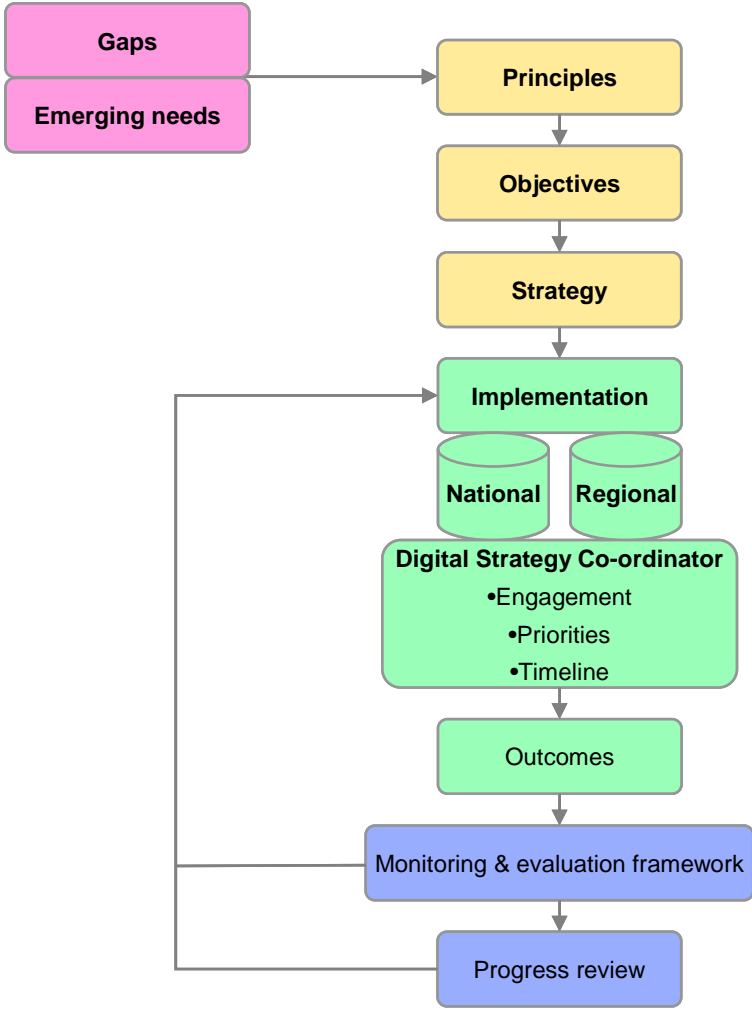 Gaps
Emerging needs
Principles
Objectives
Strategy
Implementation
National
Regional
Digital Strategy Co-ordinator
•Engagement
•Priorities
•Timeline
Outcomes
Monitoring & evaluation framework
Progress review